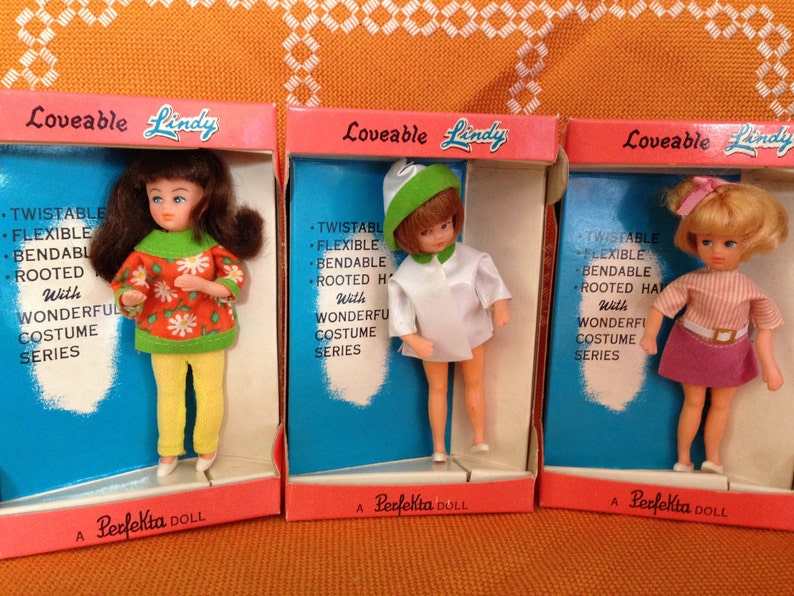 Loveable Lindy
• TWISTABLE
• FLEXIBLE
• BENDABLE
• ROOTED
With
WONDERFUL
COSTUME
SERIES
A Perfekta DOLL
Loveable Lindy
• TWISTABLE
• FLEXIBLE
• BENDABLE
• ROOTED HA
With
WONDERFUL
COSTUME
SERIES
A Perfekta DOLL
Loveable Lindy
• TWISTABLE
• FLEXIBLE
• BENDABLE
• ROOTED HA
With
WONDERFUL
COSTUME
SERIES
A Perfekta DOLL